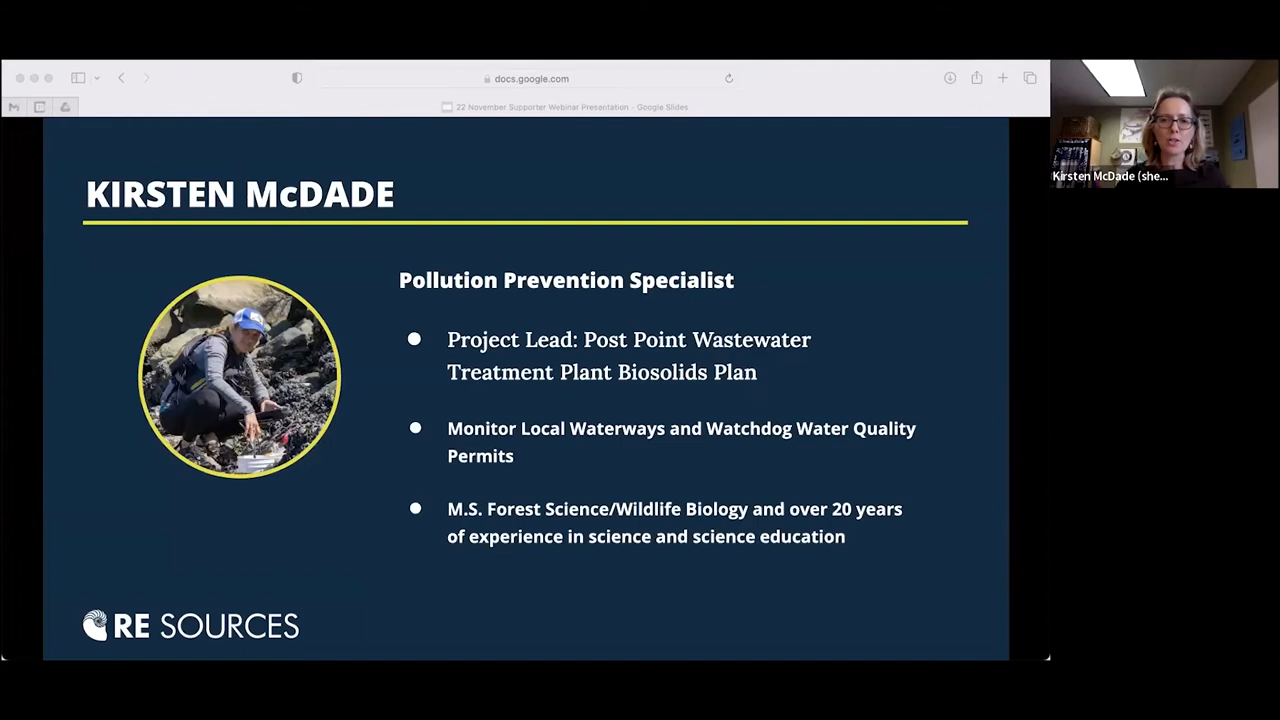 docs.google.com
22 November Supporter Webinar Presentation - Google Slides
Kirsten McDade (she...
KIRSTEN McDADE
Pollution Prevention Specialist
Project Lead: Post Point Wastewater
Treatment Plant Biosolids Plan
Monitor Local Waterways and Watchdog Water Quality
Permits
M.S. Forest Science/Wildlife Biology and over 20 years
of experience in science and science education
RE SOURCES